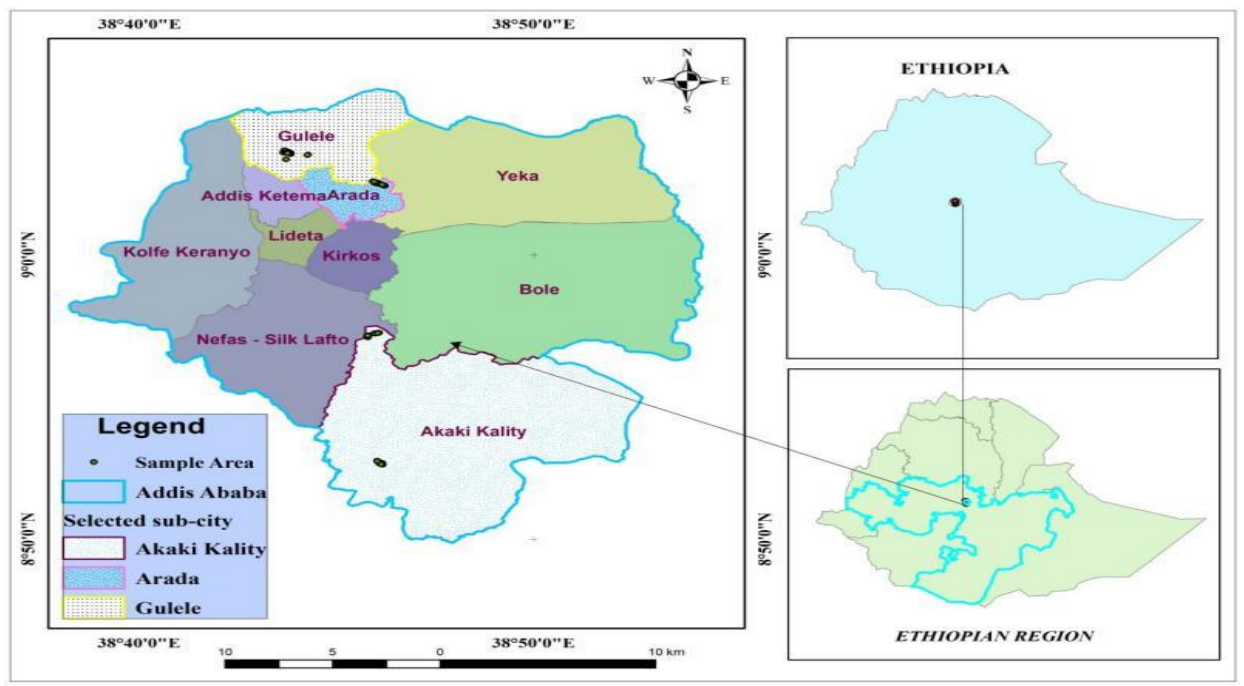 38°40'0"E 38°50'0"E
N
W E
S
Gulele
Yeka
Addis Ketema Arada
Lideta
Kolfe Keranyo
Kirkos
Bole
Nefas - Silk Lafto
Akaki Kality
9°0'0"N
8°50'0"N
Legend
Sample Area
Addis Ababa
Selected sub-city
Akaki Kality
Arada
Gulele
38°40'0"E 38°50'0"E
10 5 0 10 km
ETHIOPIA
9°0'0"N
8°50'0"N
ETHIOPIAN REGION